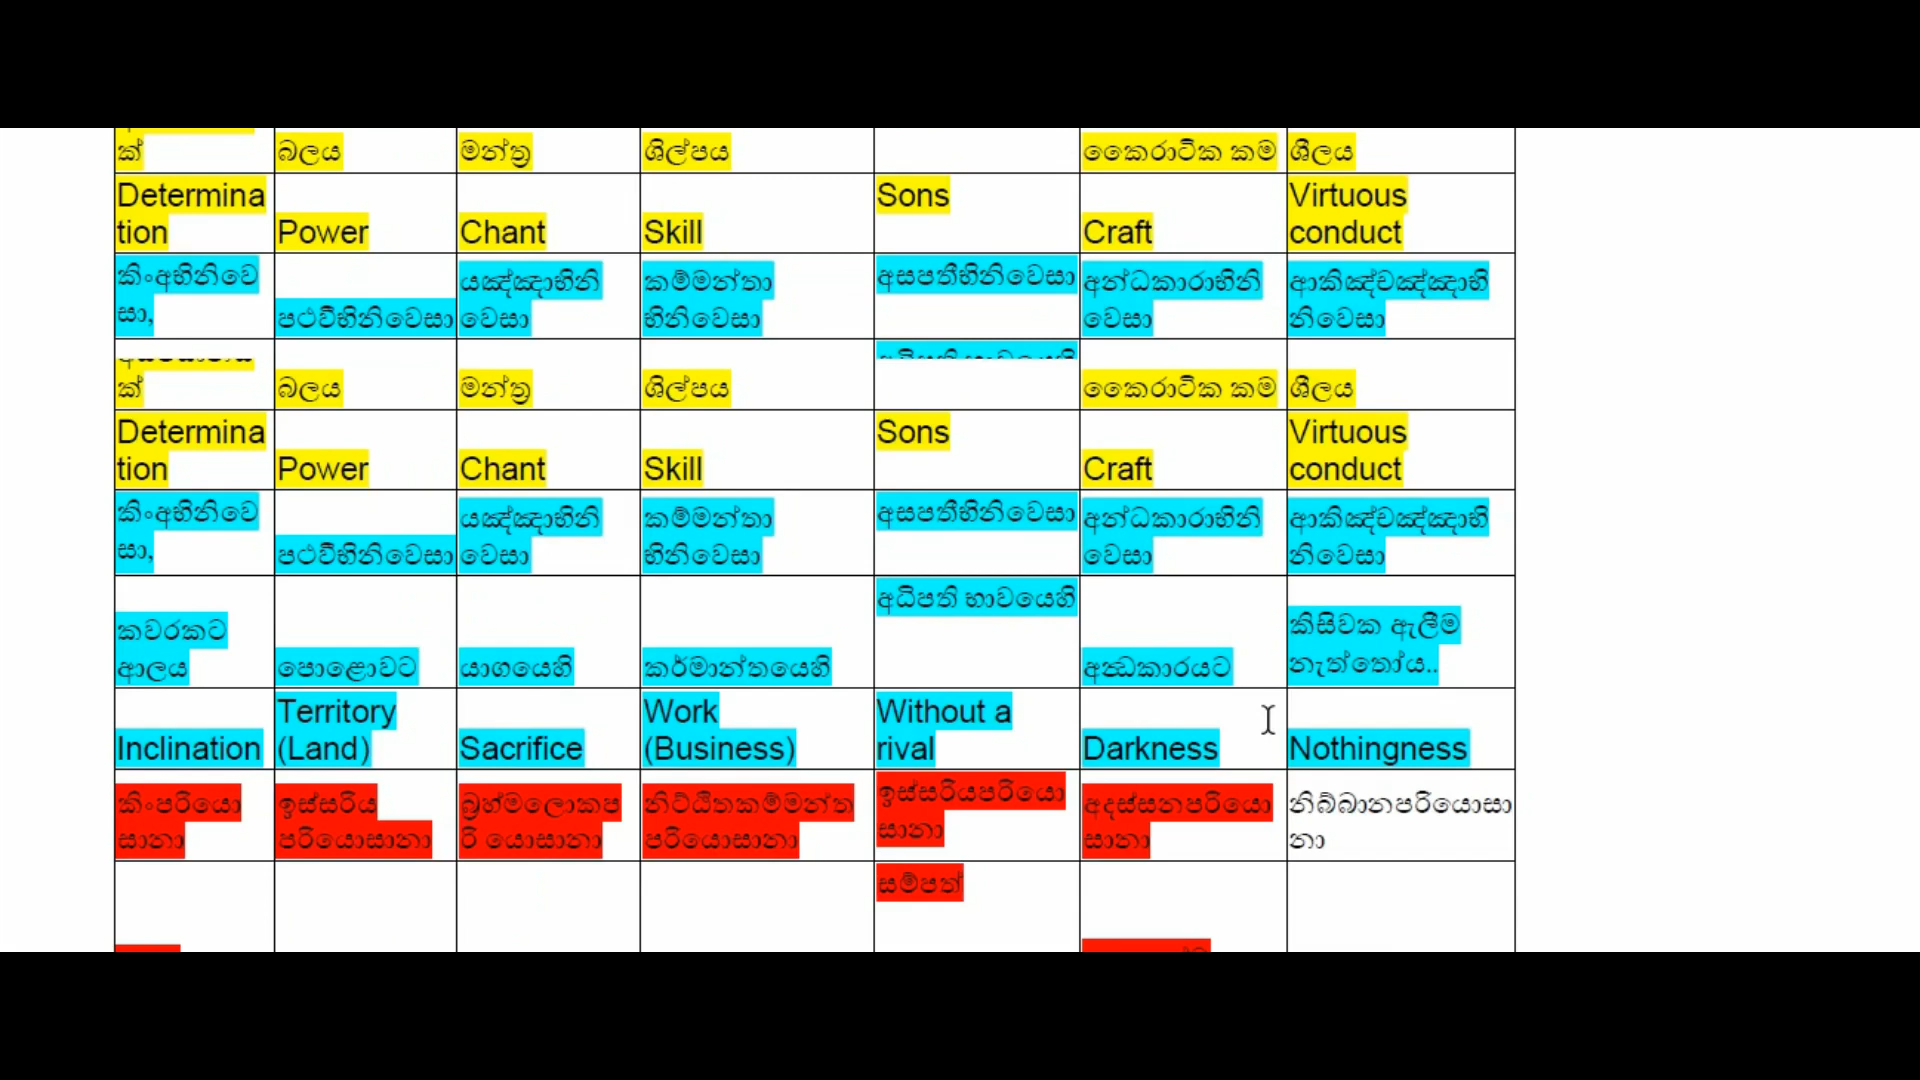 ක් බලය මන්ත්‍ර ශිල්පය කෛරාටික කම ශීලය
Determina Sons Virtuous
tion Power Chant Skill Craft conduct
කිංඅභිනිවෙ යඤ්ඤාභිනි කම්මන්තා අසපතීභිනිවෙසා අන්ධකාරාභිනි ආකිඤ්චඤ්ඤාභි
සා, පථවීභිනිවෙසා වෙසා භිනිවෙසා වෙසා නිවෙසා
ක් බලය මන්ත්‍ර ශිල්පය කෛරාටික කම ශීලය
Determina Sons Virtuous
tion Power Chant Skill Craft conduct
කිංඅභිනිවෙ යඤ්ඤාභිනි කම්මන්තා අසපතීභිනිවෙසා අන්ධකාරාභිනි ආකිඤ්චඤ්ඤාභි
සා, පථවීභිනිවෙසා වෙසා භිනිවෙසා වෙසා නිවෙසා
අධිපති භාවයෙහි
කවරකට කිසිවක ඇලීම
ආලය පොළොවට යාගයෙහි කර්මාන්තයෙහි අන්‍ධකාරයට නැත්තෝය..
Territory Work Without a
Inclination (Land) Sacrifice (Business) rival Darkness Nothingness
කිංපරියො ඉස්සරිය බ්‍රහ්මලොකප නිට්ඨිතකම්මන්ත ඉස්සරියපරියො අදස්සනපරියො නිබ්බානපරියොසා
සානා පරියොසානා රි යොසානා පරියොසානා සානා සානා නා
සම්පත්